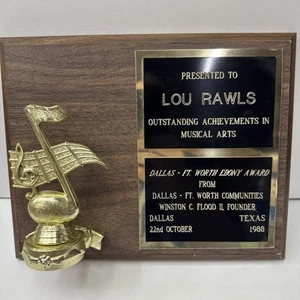 PRESENTED TO
LOU RAWLS
OUTSTANDING ACHIEVEMENTS IN
MUSICAL ARTS
DALLAS - FT. WORTH EBONY AWARD
FROM
DALLAS - FT. WORTH COMMUNITIES
WINSTON C. FLOOD II, FOUNDER
DALLAS TEXAS
22nd OCTOBER 1988